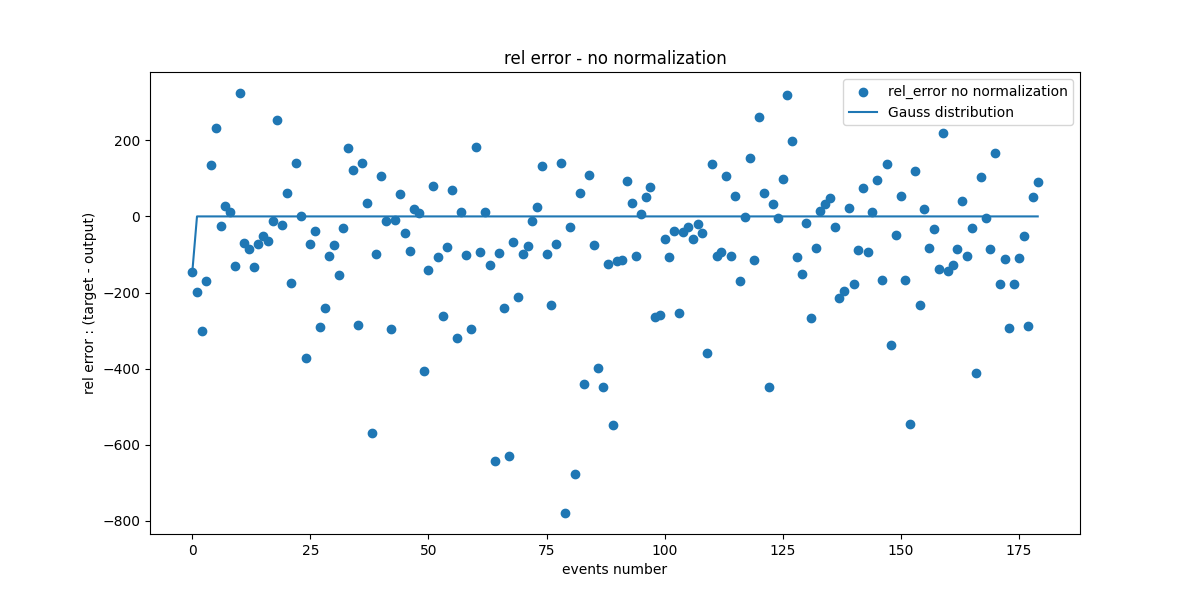 rel error - no normalization
rel_error no normalization
Gauss distribution
rel error : (target - output)
200
0
−200
−400
−600
−800
0 25 50 75 100 125 150 175
events number